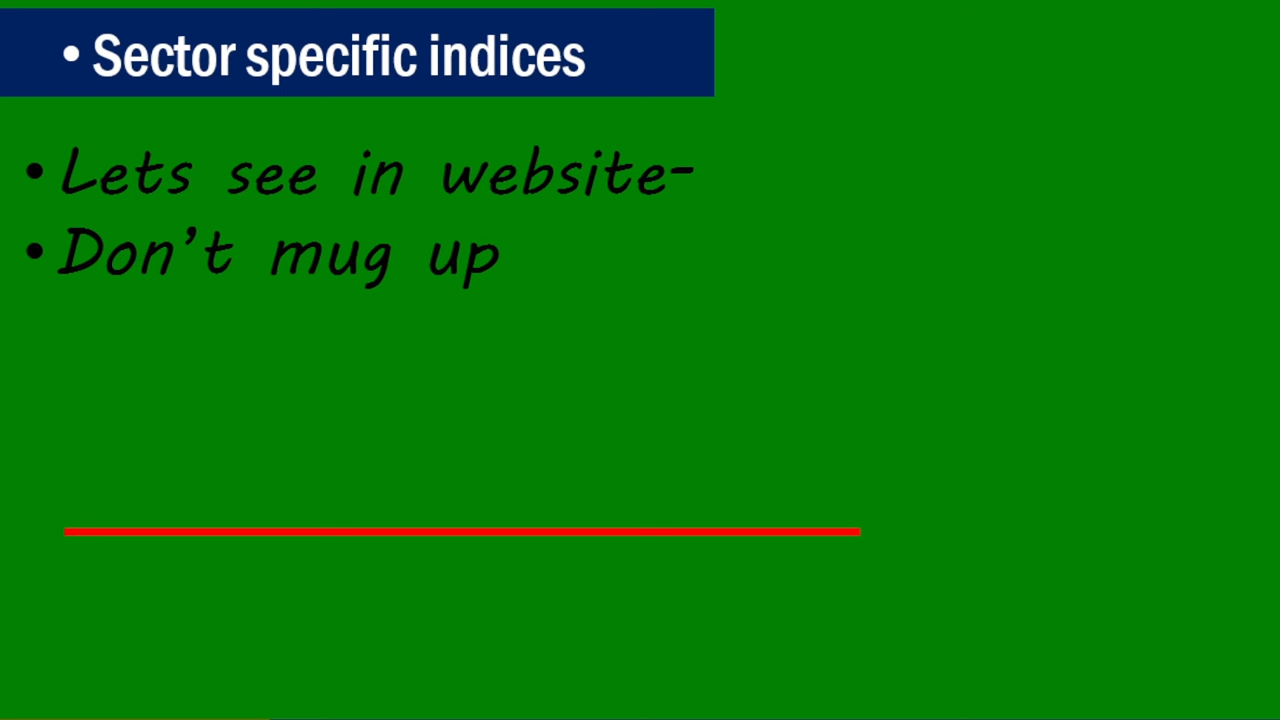 • Sector specific indices
• Lets see in website-
• Don’t mug up